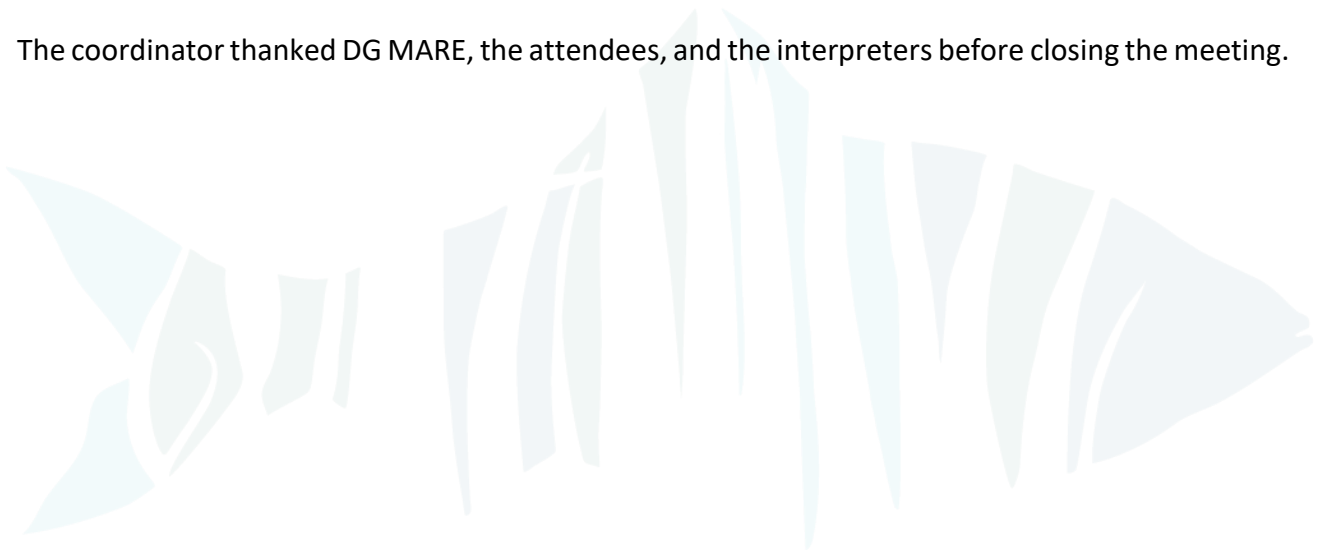 The coordinator thanked DG MARE, the attendees, and the interpreters before closing the meeting.